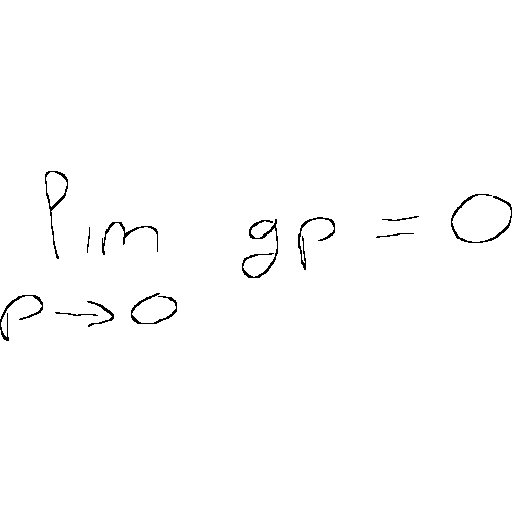 lim gp = 0
p → 0